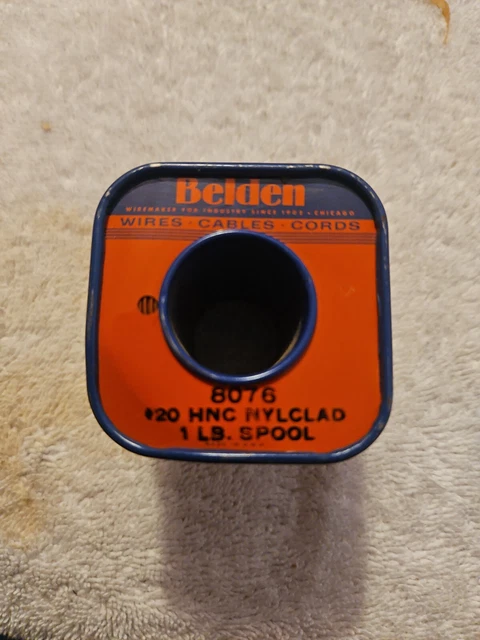 Belden
WIREMAKER FOR INDUSTRY SINCE 1902 • CHICAGO
WIRES · CABLES · CORDS
8076
#20 HNC NYLCLAD
1 LB. SPOOL